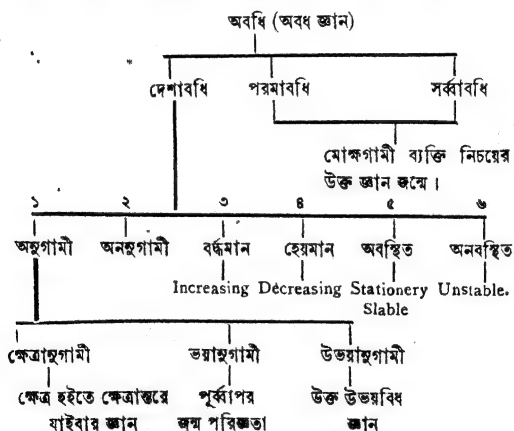 অবধি (অবধ জ্ঞান)
দেশাবধি পরমাবধি সর্ব্বাবধি
মোক্ষগামী ব্যক্তি নিচয়ের
উক্ত জ্ঞান জন্মে।
১ ২ ৩ ৪ ৫ ৬
অনুগামী অননুগামী বর্দ্ধমান হেয়মান অবস্থিত অনবস্থিত
Increasing Decreasing Stationery Unstable.
Slable
ক্ষেত্রানুগামী ভয়ানুগামী উভয়ানুগামী
ক্ষেত্র হইতে ক্ষেত্রান্তরে পূর্ব্বাপর উক্ত উভয়বিধ
যাইবার জ্ঞান জন্ম পরিজ্ঞতা জ্ঞান